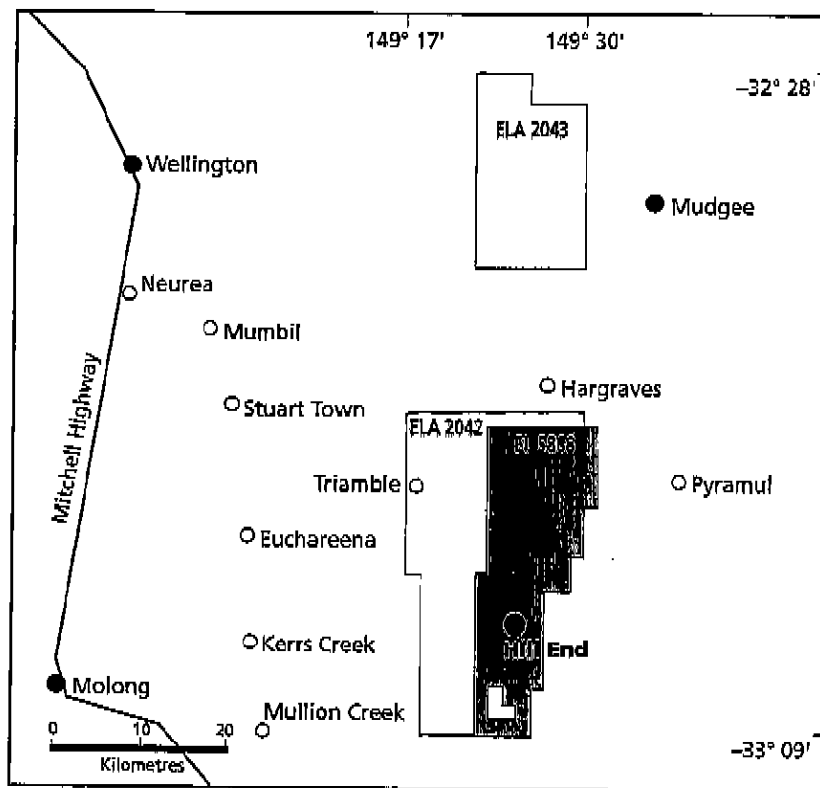 149° 17'
149° 30'
–32° 28'
ELA 2043
Wellington
Mudgee
Neurea
Mumbil
Hargraves
Stuart Town
ELA 2042
Mitchell Highway
Triamble
Pyramul
Euchareena
Hill End
Kerrs Creek
Molong
Mullion Creek
0 10 20
Kilometres
–33° 09'